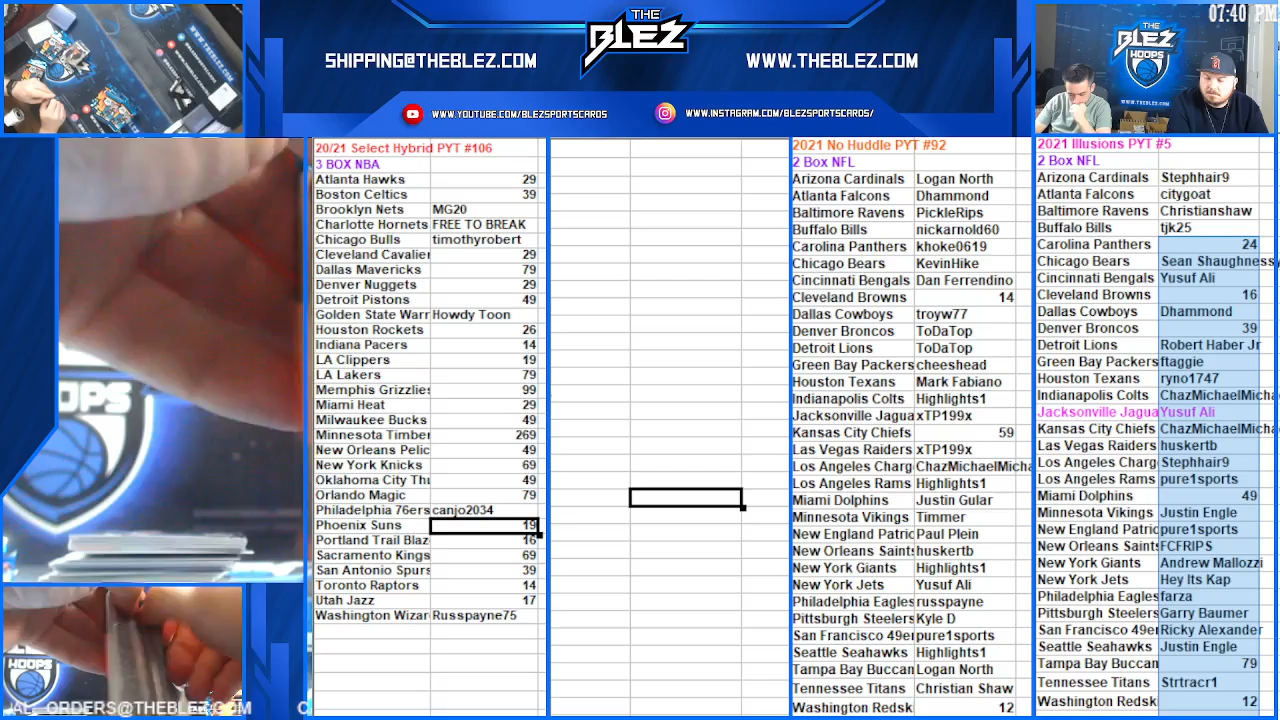 THE
BLEZ
SHIPPING@THEBLEZ.COM
WWW.THEBLEZ.COM
WWW.YOUTUBE.COM/BLEZSPORTSCARDS
WWW.INSTAGRAM.COM/BLEZSPORTSCARDS/
07:40 PM
THE
BLEZ
HOOPS
WWW.THEBLEZ.COM
20/21 Select Hybrid PYT #106
3 BOX NBA
Atlanta Hawks 29
Boston Celtics 39
Brooklyn Nets MG20
Charlotte Hornets FREE TO BREAK
Chicago Bulls timothyrobert
Cleveland Cavalier 29
Dallas Mavericks 79
Denver Nuggets 29
Detroit Pistons 49
Golden State Warr Howdy Toon
Houston Rockets 26
Indiana Pacers 14
LA Clippers 19
LA Lakers 79
Memphis Grizzlies 99
Miami Heat 29
Milwaukee Bucks 49
Minnesota Timber 269
New Orleans Pelic 49
New York Knicks 69
Oklahoma City Thu 49
Orlando Magic 79
Philadelphia 76ers canjo2034
Phoenix Suns 19
Portland Trail Blaz 16
Sacramento Kings 69
San Antonio Spurs 39
Toronto Raptors 14
Utah Jazz 17
Washington Wizar Russpayne75
2021 No Huddle PYT #92
2 Box NFL
Arizona Cardinals Logan North
Atlanta Falcons Dhammond
Baltimore Ravens PickleRips
Buffalo Bills nickarnold60
Carolina Panthers khoke0619
Chicago Bears KevinHike
Cincinnati Bengals Dan Ferrendino
Cleveland Browns 14
Dallas Cowboys troyw77
Denver Broncos ToDaTop
Detroit Lions ToDaTop
Green Bay Packers cheeshead
Houston Texans Mark Fabiano
Indianapolis Colts Highlights1
Jacksonville Jagua xTP199x
Kansas City Chiefs 59
Las Vegas Raiders xTP199x
Los Angeles Charg ChazMichaelMicha
Los Angeles Rams Highlights1
Miami Dolphins Justin Gular
Minnesota Vikings Timmer
New England Patric Paul Plein
New Orleans Saints huskertb
New York Giants Highlights1
New York Jets Yusuf Ali
Philadelphia Eagles russpayne
Pittsburgh Steelers Kyle D
San Francisco 49er pure1sports
Seattle Seahawks Highlights1
Tampa Bay Buccan Logan North
Tennessee Titans Christian Shaw
Washington Redsk 12
2021 Illusions PYT #5
2 Box NFL
Arizona Cardinals Stephhair9
Atlanta Falcons citygoat
Baltimore Ravens Christianshaw
Buffalo Bills tjk25
Carolina Panthers 24
Chicago Bears Sean Shaughnessy
Cincinnati Bengals Yusuf Ali
Cleveland Browns 16
Dallas Cowboys Dhammond
Denver Broncos 39
Detroit Lions Robert Haber Jr
Green Bay Packers ftaggie
Houston Texans ryno1747
Indianapolis Colts ChazMichaelMicha
Jacksonville Jagua Yusuf Ali
Kansas City Chiefs ChazMichaelMicha
Las Vegas Raiders huskertb
Los Angeles Charg Stephhair9
Los Angeles Rams pure1sports
Miami Dolphins 49
Minnesota Vikings Justin Engle
New England Patric pure1sports
New Orleans Saints FCFRIPS
New York Giants Andrew Mallozzi
New York Jets Hey Its Kap
Philadelphia Eagles farza
Pittsburgh Steelers Garry Baumer
San Francisco 49er Ricky Alexander
Seattle Seahawks Justin Engle
Tampa Bay Buccan 79
Tennessee Titans Strtracr1
Washington Redsk 12
OPS
HOOPS
ORDERS@THEBLEZ.COM